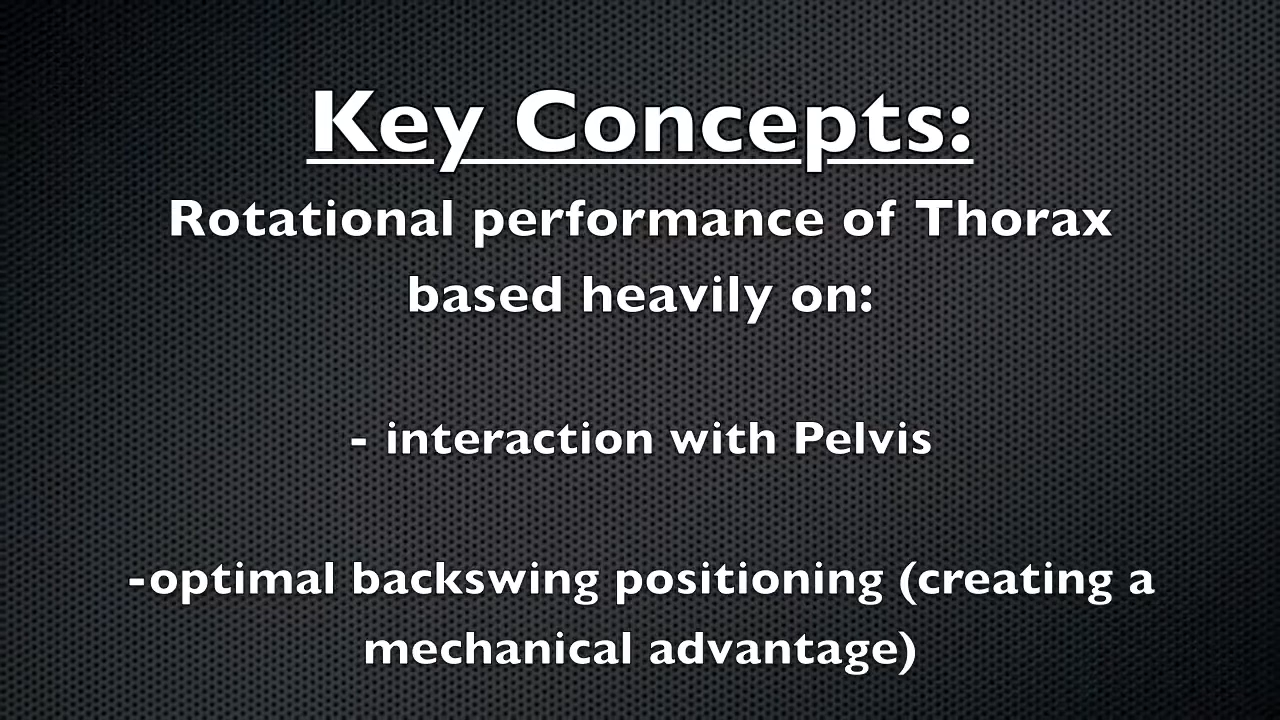 Key Concepts:
Rotational performance of Thorax
based heavily on:
- interaction with Pelvis
-optimal backswing positioning (creating a
mechanical advantage)